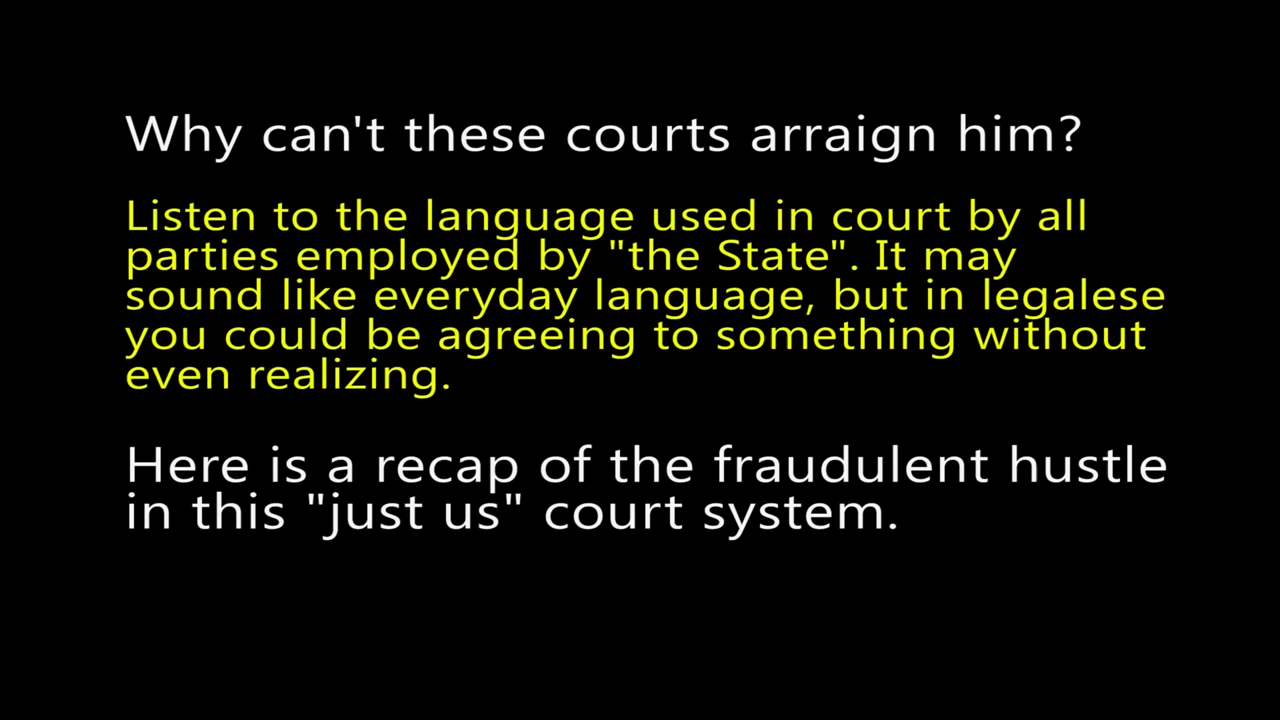 Why can't these courts arraign him?
Listen to the language used in court by all
parties employed by "the State". It may
sound like everyday language, but in legalese
you could be agreeing to something without
even realizing.
Here is a recap of the fraudulent hustle
in this "just us" court system.